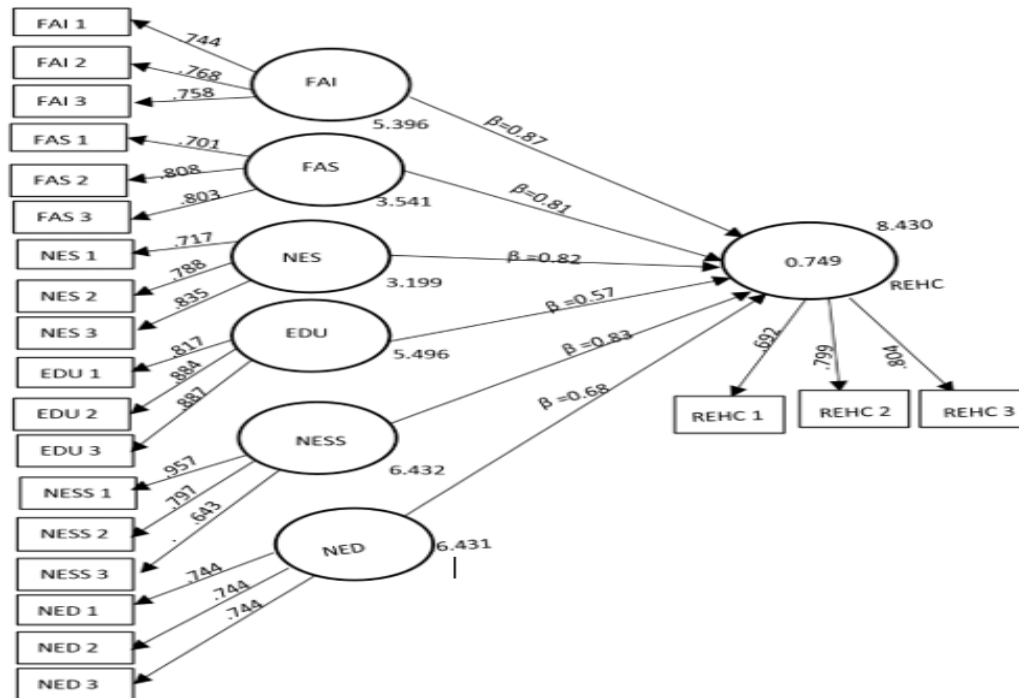 FAI 1
FAI 2
FAI 3
FAS 1
FAS 2
FAS 3
NES 1
NES 2
NES 3
EDU 1
EDU 2
EDU 3
NESS 1
NESS 2
NESS 3
NED 1
NED 2
NED 3
.744
.768
.758
.701
.808
.803
.717
.788
.835
.817
.884
.887
.957
.797
.643
.744
.744
.744
FAI
5.396
FAS
3.541
NES
3.199
EDU
5.496
NESS
6.432
NED
6.431
β=0.87
β=0.81
β=0.82
β =0.57
β =0.83
β =0.68
8.430
0.749
REHC
.692
.799
.804
REHC 1
REHC 2
REHC 3